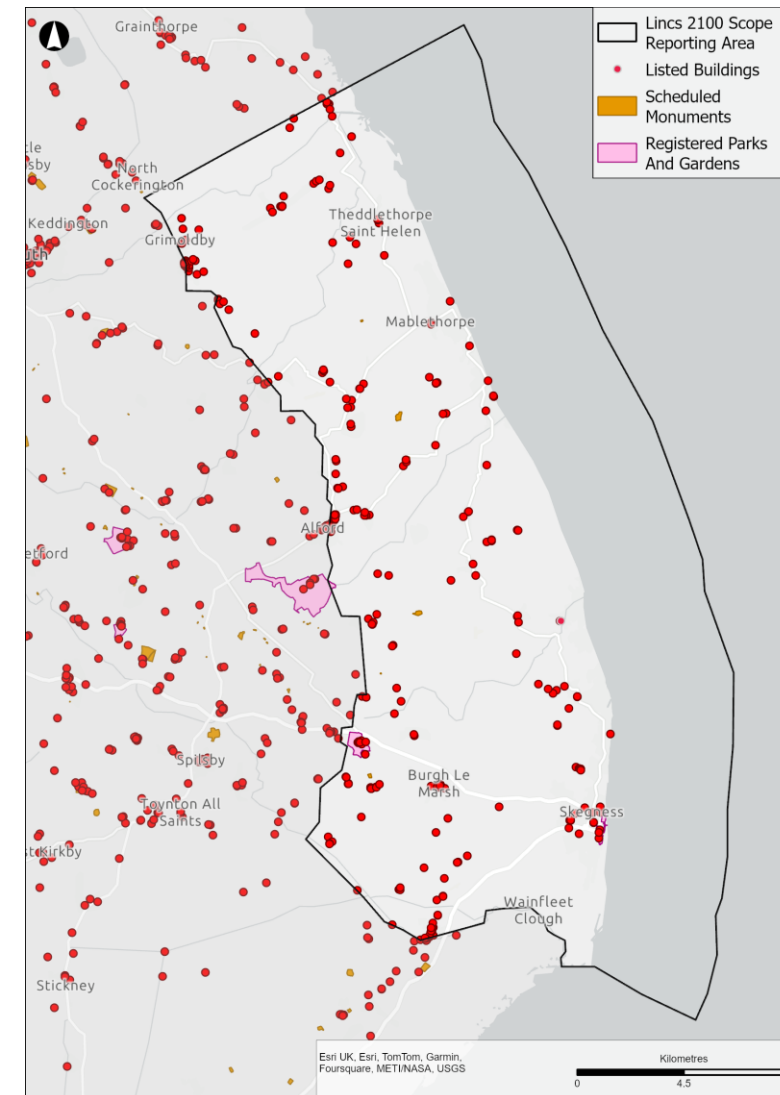 Grainthorpe
Lincs 2100 Scope
Reporting Area
Listed Buildings
Scheduled
Monuments
Registered Parks
And Gardens
North
Cockerington
Keddington
Grimoldby
Theddlethorpe
Saint Helen
Mablethorpe
Alford
Spilsby
Burgh Le
Marsh
Toynton All
Saints
Skegness
st Kirkby
Wainfleet
Clough
Stickney
Esri UK, Esri, TomTom, Garmin,
Foursquare, METI/NASA, USGS
Kilometres
0 4.5